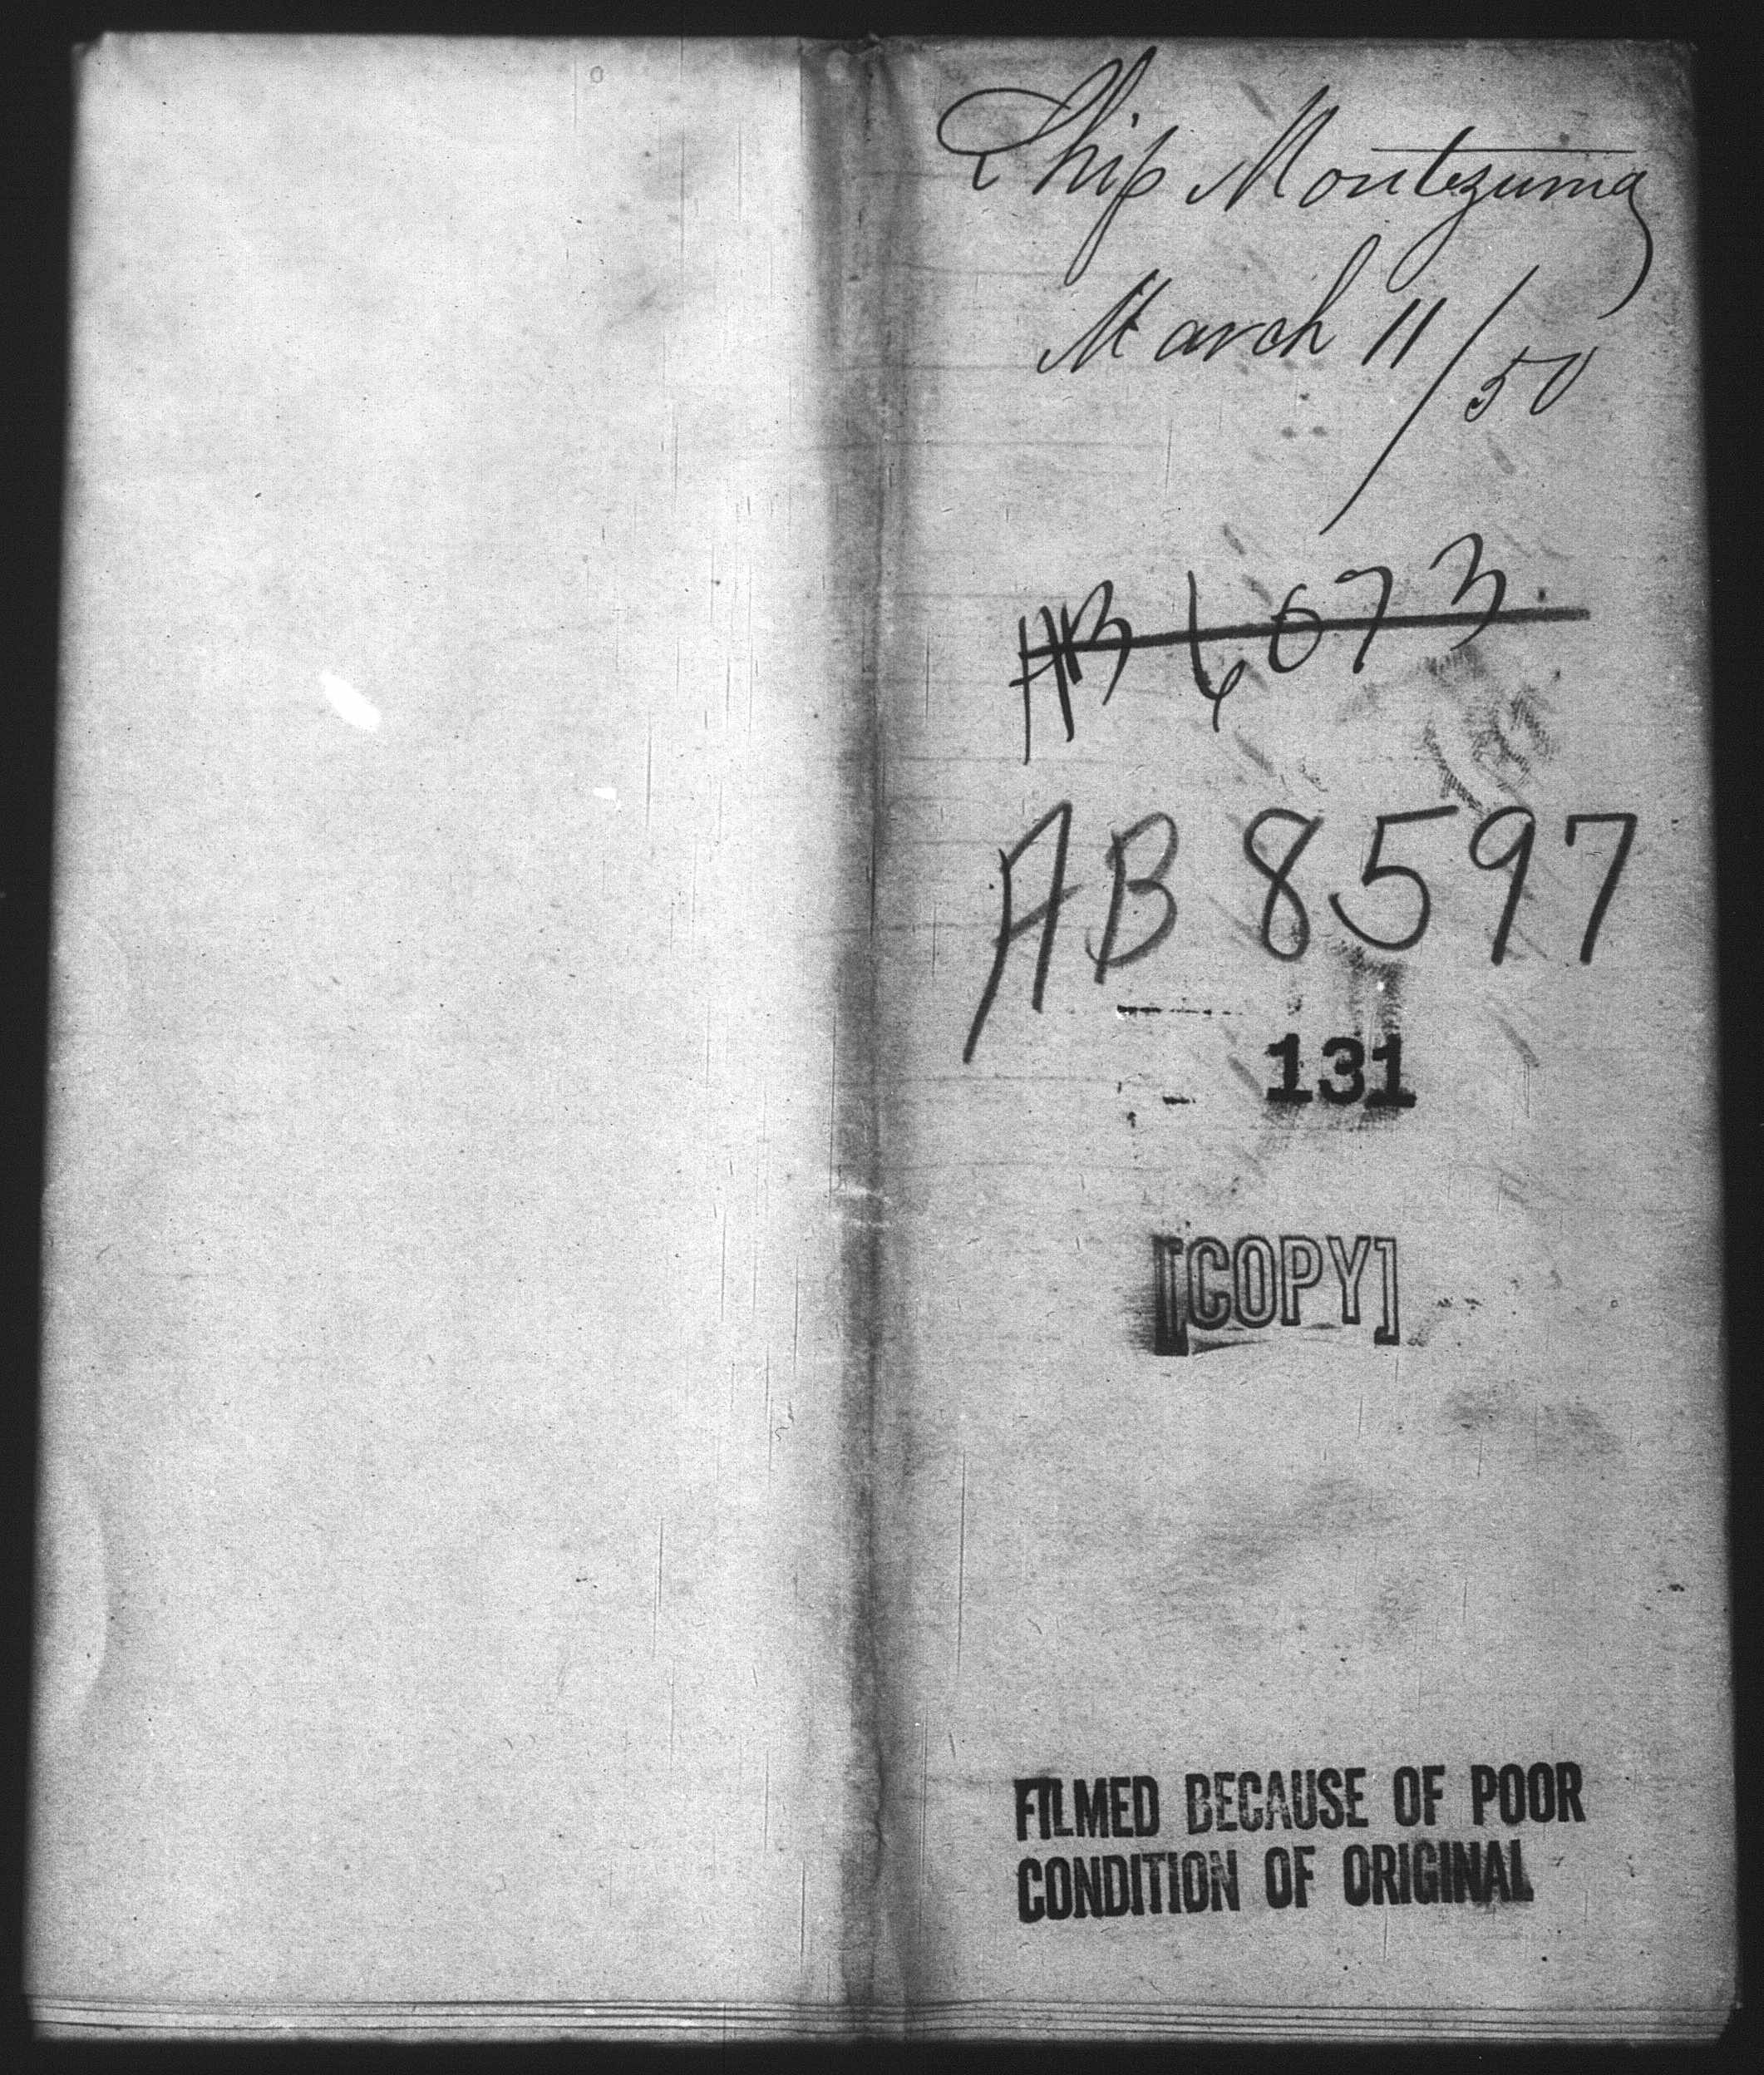 Ship Montezuma
March 11/50
AB 6073
AB 8597
131
[COPY]
FILMED BECAUSE OF POOR
CONDITION OF ORIGINAL